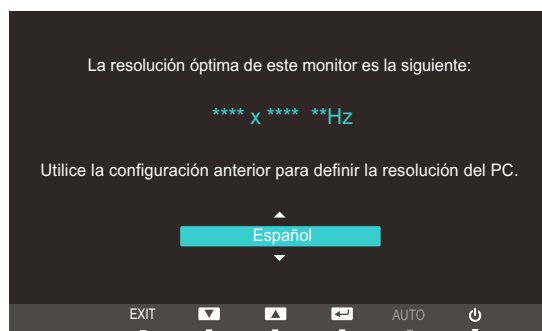 La resolución óptima de este monitor es la siguiente:
**** x **** **Hz
Utilice la configuración anterior para definir la resolución del PC.
Español
EXIT AUTO